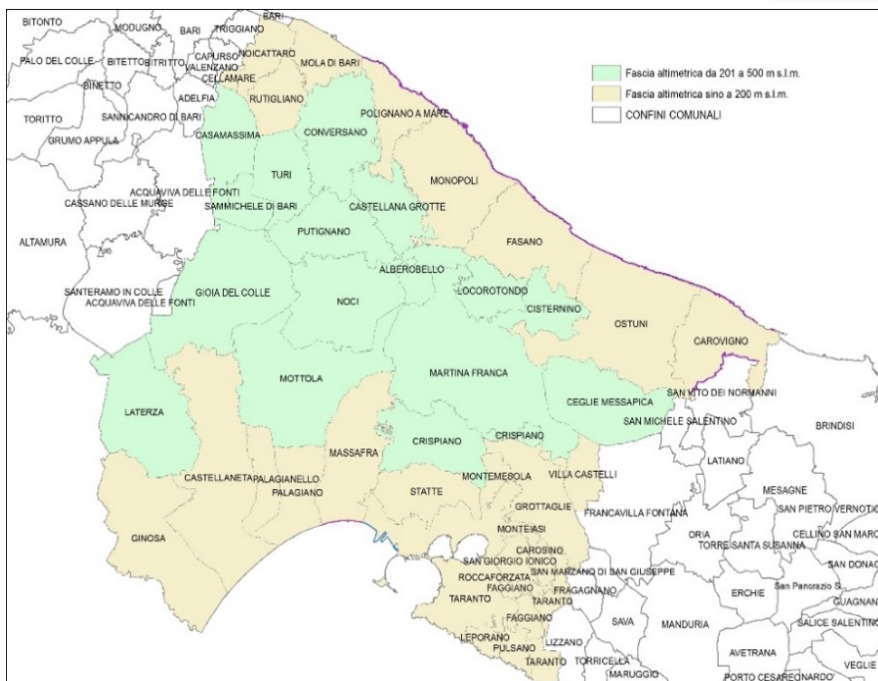 BARI
BITONTO
MODUGNO
BARI
TRIGGIANO
NOICATTARO
MOLA DI BARI
PALO DEL COLLE
BITETTO
BITRITTO
CAPURSO
VALENZANO
CELLAMARE
Fascia altimetrica da 201 a 500 m s.l.m.
BINETTO
ADELFIA
RUTIGLIANO
Fascia altimetrica sino a 200 m s.l.m.
TORITTO
SANNICANDRO DI BARI
POLIGNANO A MARE
CONFINI COMUNALI
GRUMO APPULA
CASAMASSIMA
CONVERSANO
TURI
MONOPOLI
ACQUAVIVA DELLE FONTI
CASSANO DELLE MURGE
SAMMICHELE DI BARI
CASTELLANA GROTTE
PUTIGNANO
ALTAMURA
FASANO
ALBEROBELLO
SANTERAMO IN COLLE
GIOIA DEL COLLE
LOCOROTONDO
ACQUAVIVA DELLE FONTI
NOCI
CISTERNINO
OSTUNI
CAROVIGNO
MOTTOLA
MARTINA FRANCA
LATERZA
CEGLIE MESSAPICA
SAN VITO DEI NORMANNI
SAN MICHELE SALENTINO
BRINDISI
CRISPIANO
CRISPIANO
MASSAFRA
LATIANO
CASTELLANETA
PALAGIANELLO
MONTEMESOLA
VILLA CASTELLI
PALAGIANO
STATTE
MESAGNE
GROTTAGLIE
FRANCAVILLA FONTANA
SAN PIETRO VERNOTIC
GINOSA
MONTEIASI
ORIA
CELLINO SAN MARC
TORRE SANTA SUSANNA
CAROSINO
SAN GIORGIO IONICO
SAN DONAC
ROCCAFORZATA
SAN MARZANO DI SAN GIUSEPPE
San Pancrazio S.
FAGGIANO
FRAGAGNANO
ERCHIE
TARANTO
TARANTO
GUAGNAN
FAGGIANO
SAVA
MANDURIA
SALICE SALENTINO
LEPORANO
LIZZANO
PULSANO
AVETRANA
VEGLIE
TARANTO
TORRICELLA
MARUGGIO
PORTO CESAREO
NARDO'